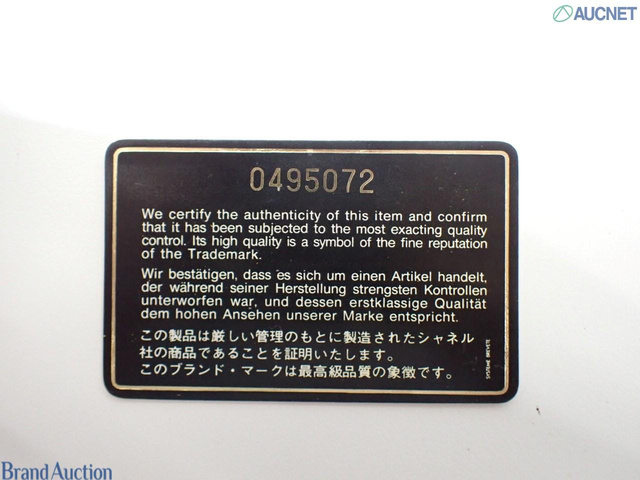 AUCNET
0495072
We certify the authenticity of this item and confirm
that it has been subjected to the most exacting quality
control. Its high quality is a symbol of the fine reputation
of the Trademark.
Wir bestätigen, dass es sich um einen Artikel handelt,
der während seiner Herstellung strengsten Kontrollen
unterworfen war, und dessen erstklassige Qualität
dem hohen Ansehen unserer Marke entspricht.
この製品は厳しい管理のもとに製造されたシャネル
社の商品であることを証明いたします。
このブランド・マークは最高級品質の象徴です。
SYSTEME BREVETE
Brand Auction